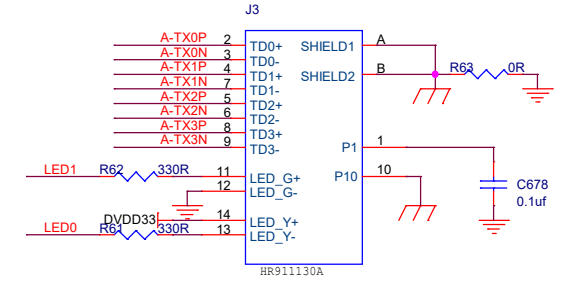 J3
A-TX0P 2 TD0+ SHIELD1 A
A-TX0N 3 TD0-
A-TX1P 4 TD1+ SHIELD2 B R63 0R
A-TX1N 7 TD1-
A-TX2P 5 TD2+
A-TX2N 6 TD2-
A-TX3P 8 TD3+
A-TX3N 9 TD3- P1 1
LED1 R62 330R 11 LED_G+ P10 10
12 LED_G-
C678
0.1uf
DVDD33 14 LED_Y+
LED0 R61 330R 13 LED_Y-
HR911130A